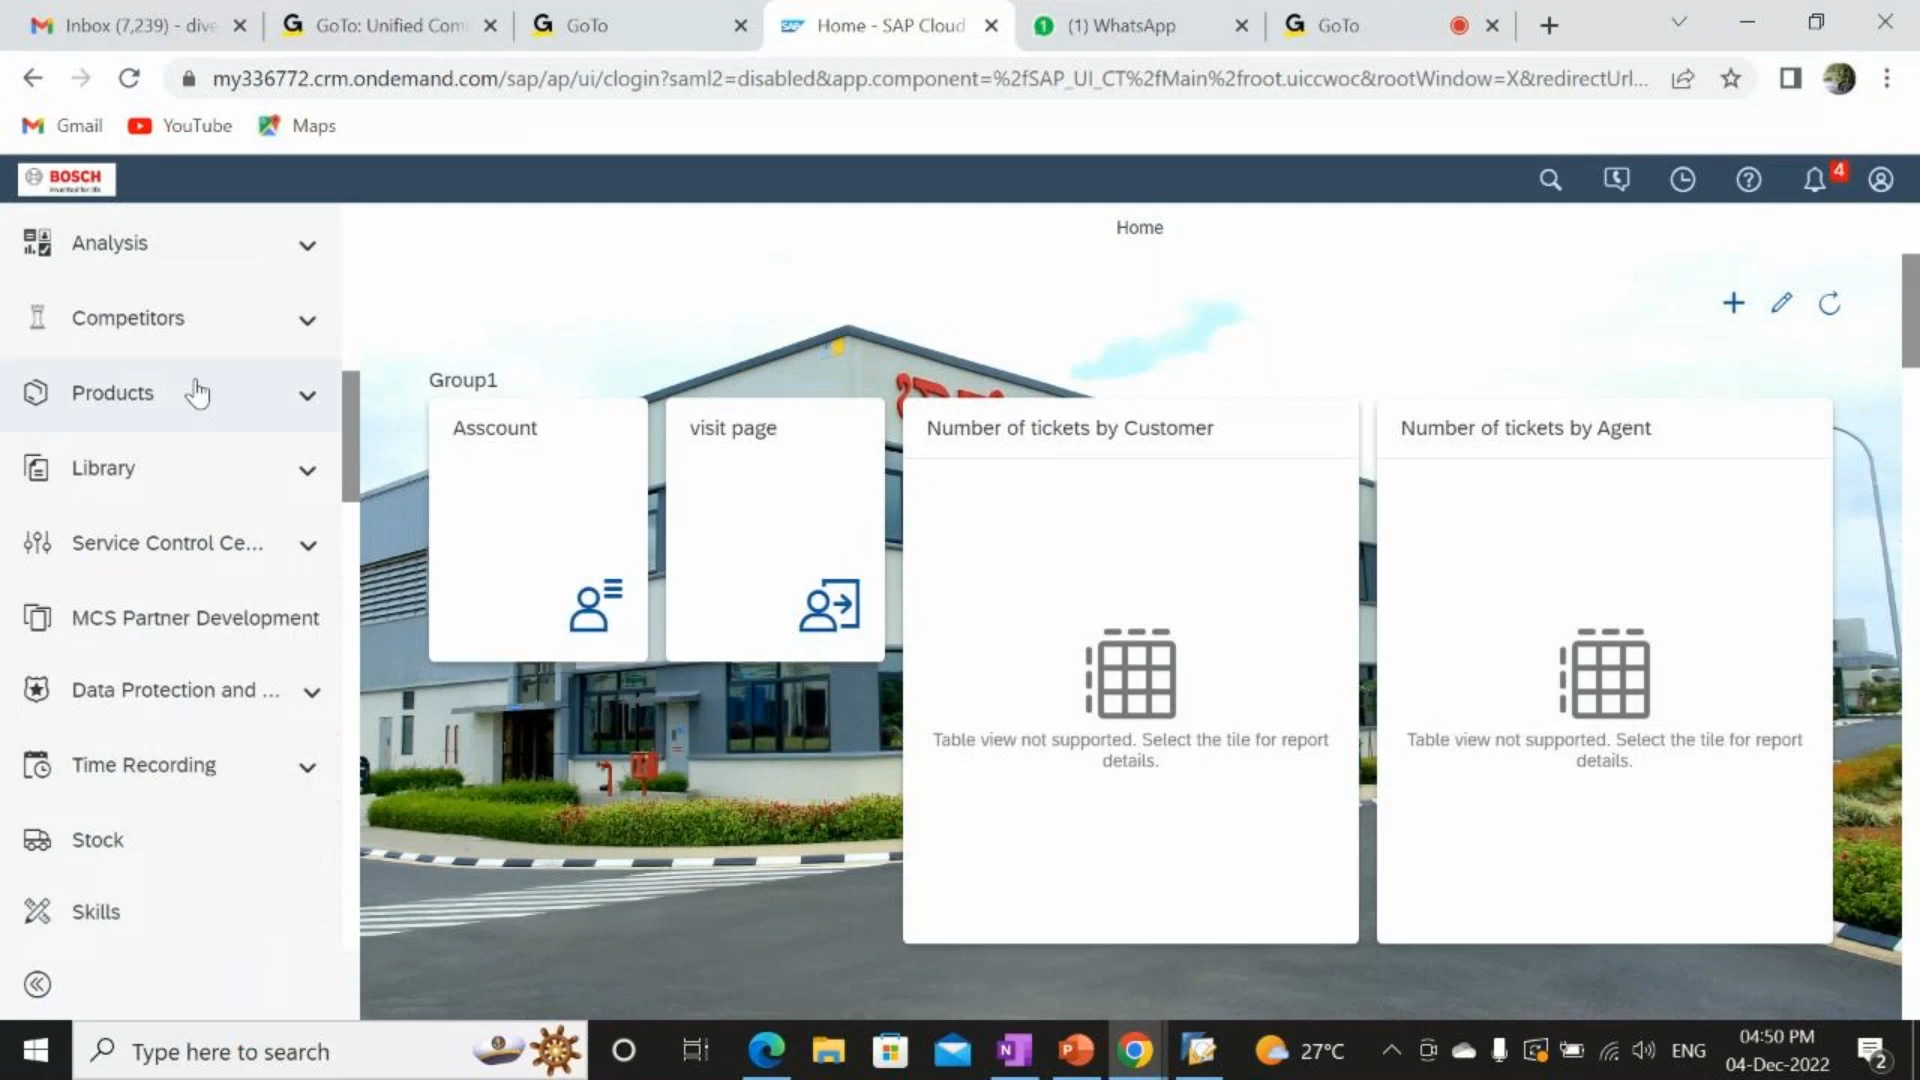 Inbox (7,239) - dive
GoTo: Unified Com
GoTo
Home - SAP Cloud
(1) WhatsApp
GoTo
my336772.crm.ondemand.com/sap/ap/ui/clogin?saml2=disabled&app.component=%2fSAP_UI_CT%2fMain%2froot.uiccwoc&rootWindow=X&redirectUrl...
Gmail
YouTube
Maps
BOSCH
Invented for life
4
Home
Analysis
Competitors
Products
Library
Service Control Ce...
MCS Partner Development
Data Protection and ...
Time Recording
Stock
Skills
Group1
Asscount
visit page
Number of tickets by Customer
Table view not supported. Select the tile for report
details.
Number of tickets by Agent
Table view not supported. Select the tile for report
details.
Type here to search
27°C
ENG
04:50 PM
04-Dec-2022
2